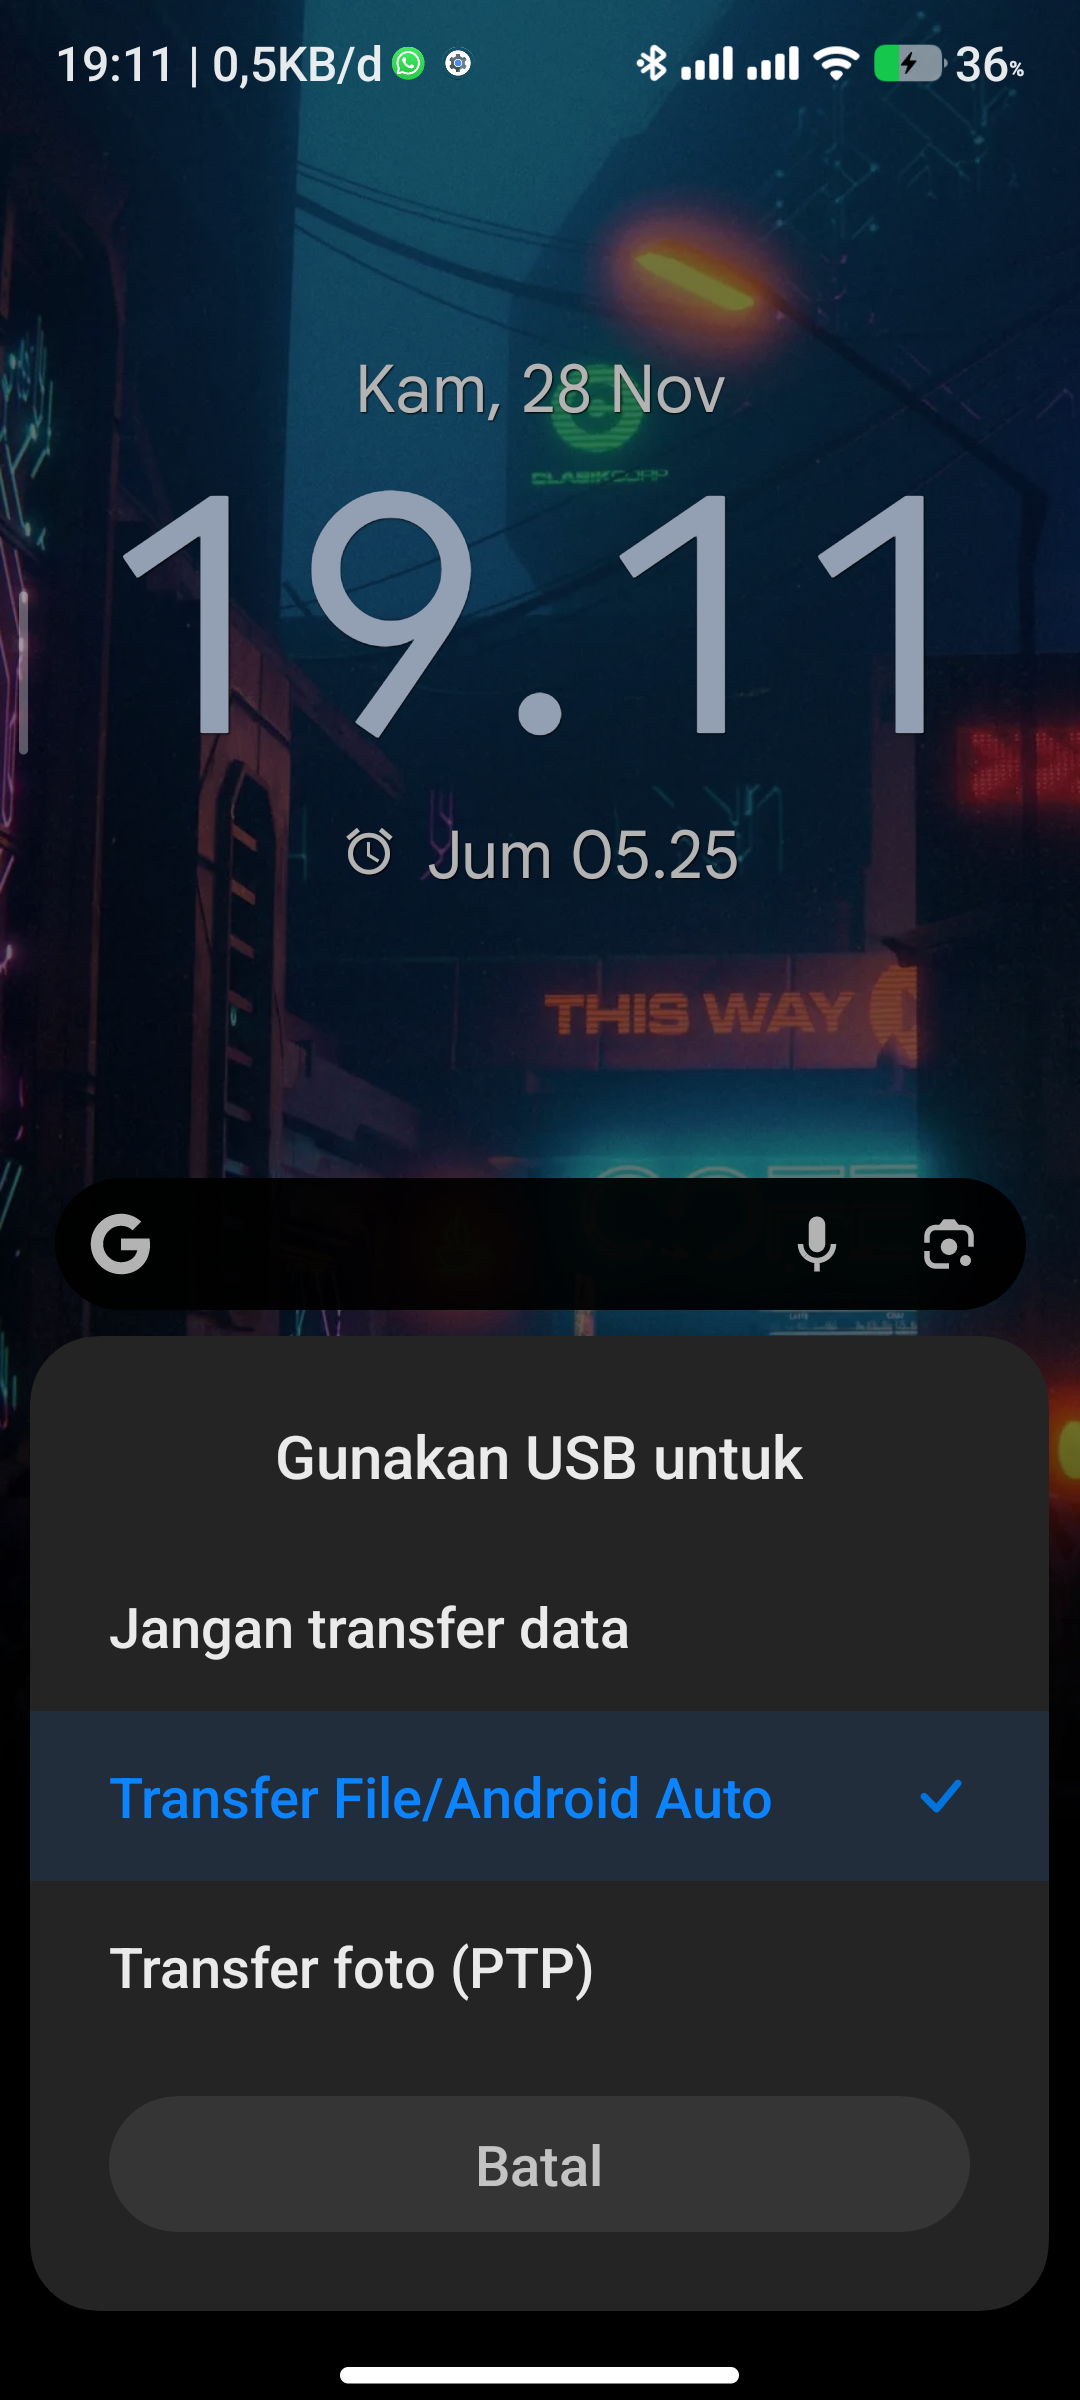 19:11 | 0,5KB/d
36%
Kam, 28 Nov
CLASIKCORP
19.11
Jum 05.25
THIS WAY
G
Gunakan USB untuk
Jangan transfer data
Transfer File/Android Auto
Transfer foto (PTP)
Batal